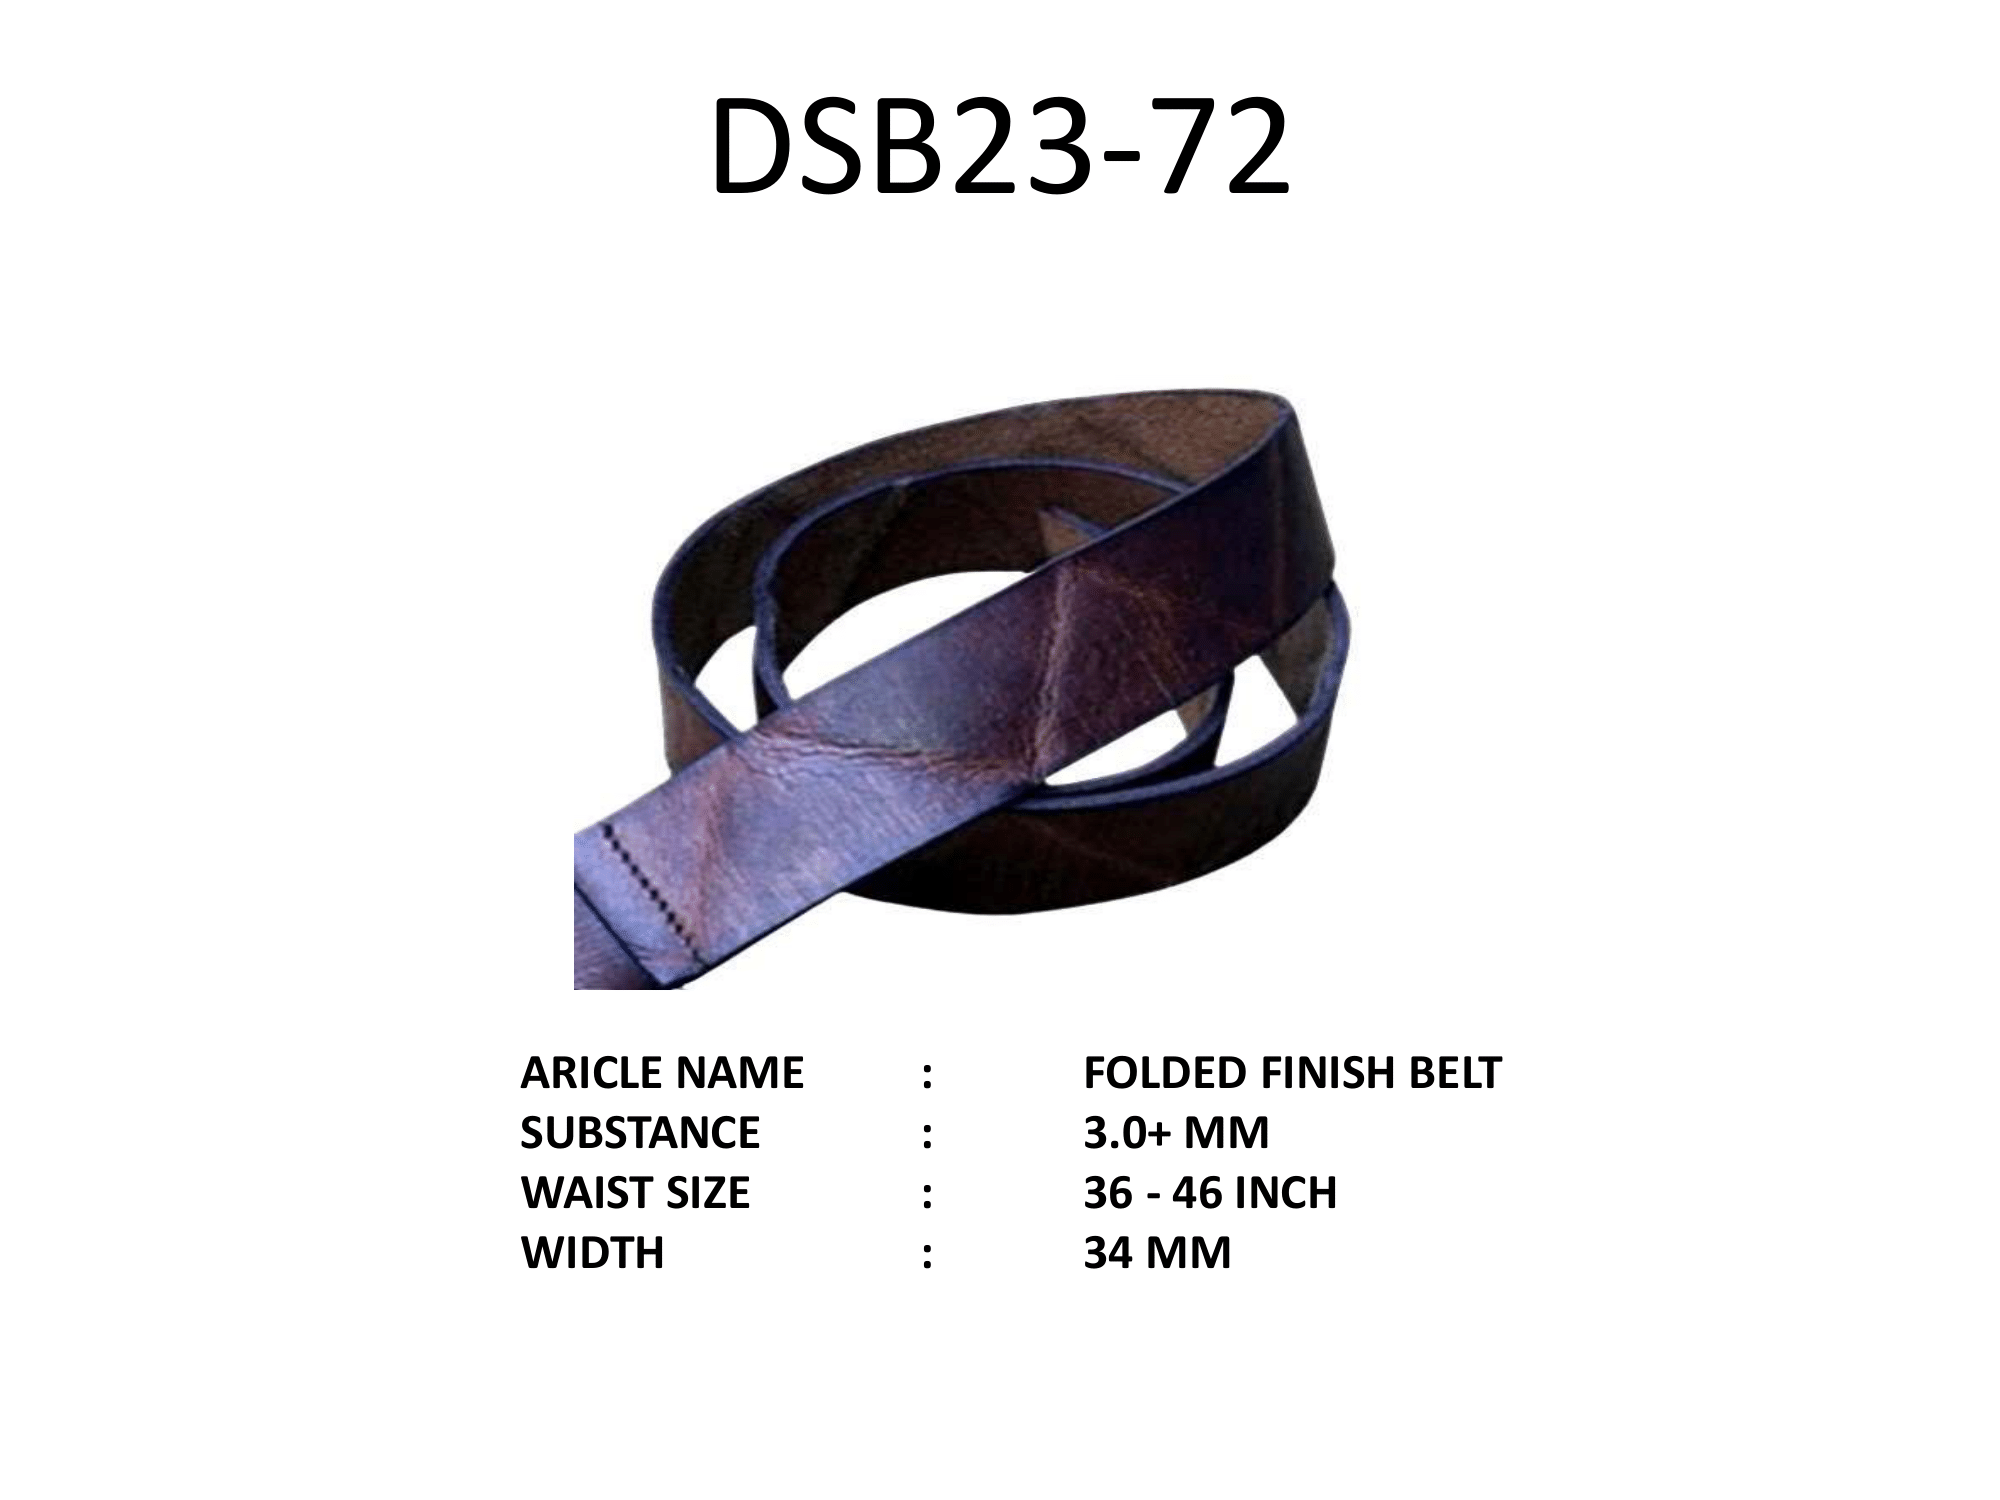 DSB23-72
ARICLE NAME : FOLDED FINISH BELT
SUBSTANCE : 3.0+ MM
WAIST SIZE : 36 - 46 INCH
WIDTH : 34 MM